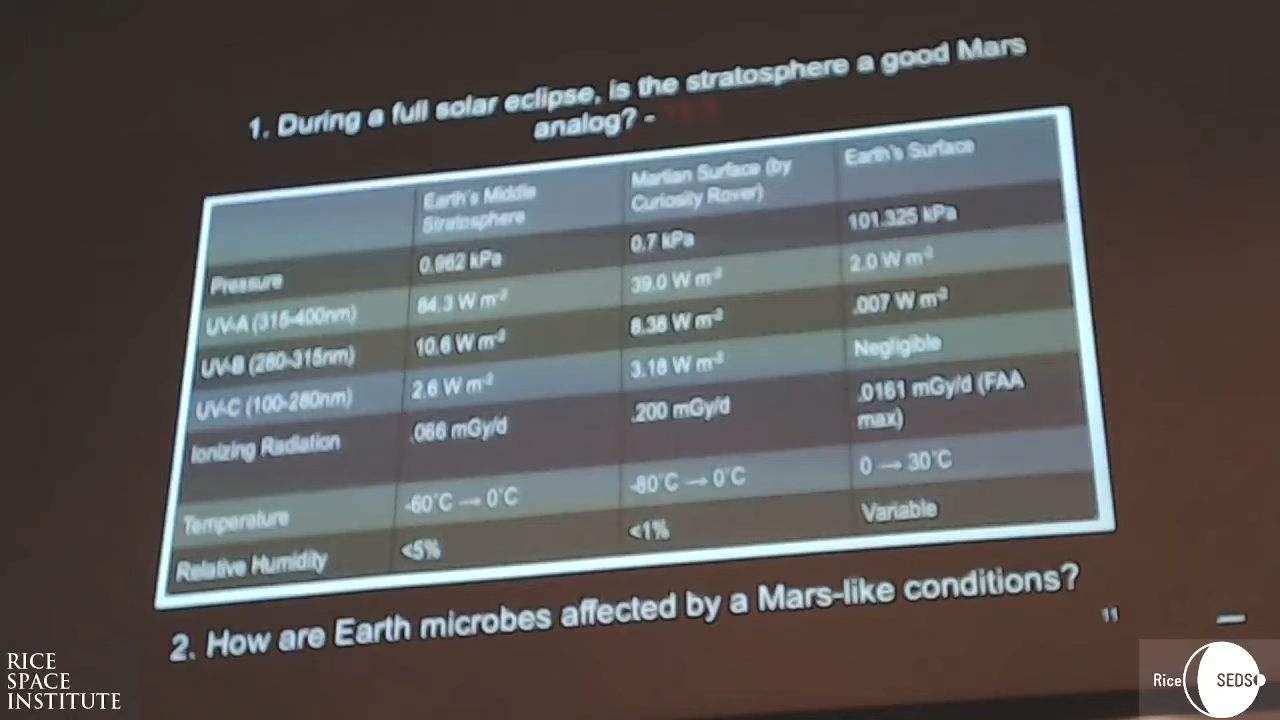 1. During a full solar eclipse, is the stratosphere a good Mars
analog? -
Earth's Middle Stratosphere | Martian Surface (by Curiosity Rover) | Earth's Surface
Pressure | 0.962 kPa | 0.7 kPa | 101.325 kPa
UV-A (315-400nm) | 64.3 W m⁻² | 39.0 W m⁻² | 2.0 W m⁻²
UV-B (280-315nm) | 10.6 W m⁻² | 8.38 W m⁻² | .007 W m⁻²
UV-C (100-280nm) | 2.6 W m⁻² | 3.18 W m⁻² | Negligible
Ionizing Radiation | .066 mGy/d | .200 mGy/d | .0161 mGy/d (FAA max)
Temperature | -60˚C → 0˚C | -80˚C → 0˚C | 0 → 30˚C
Relative Humidity | <5% | <1% | Variable
2. How are Earth microbes affected by a Mars-like conditions?
11
RICE
SPACE
INSTITUTE
Rice SEDS